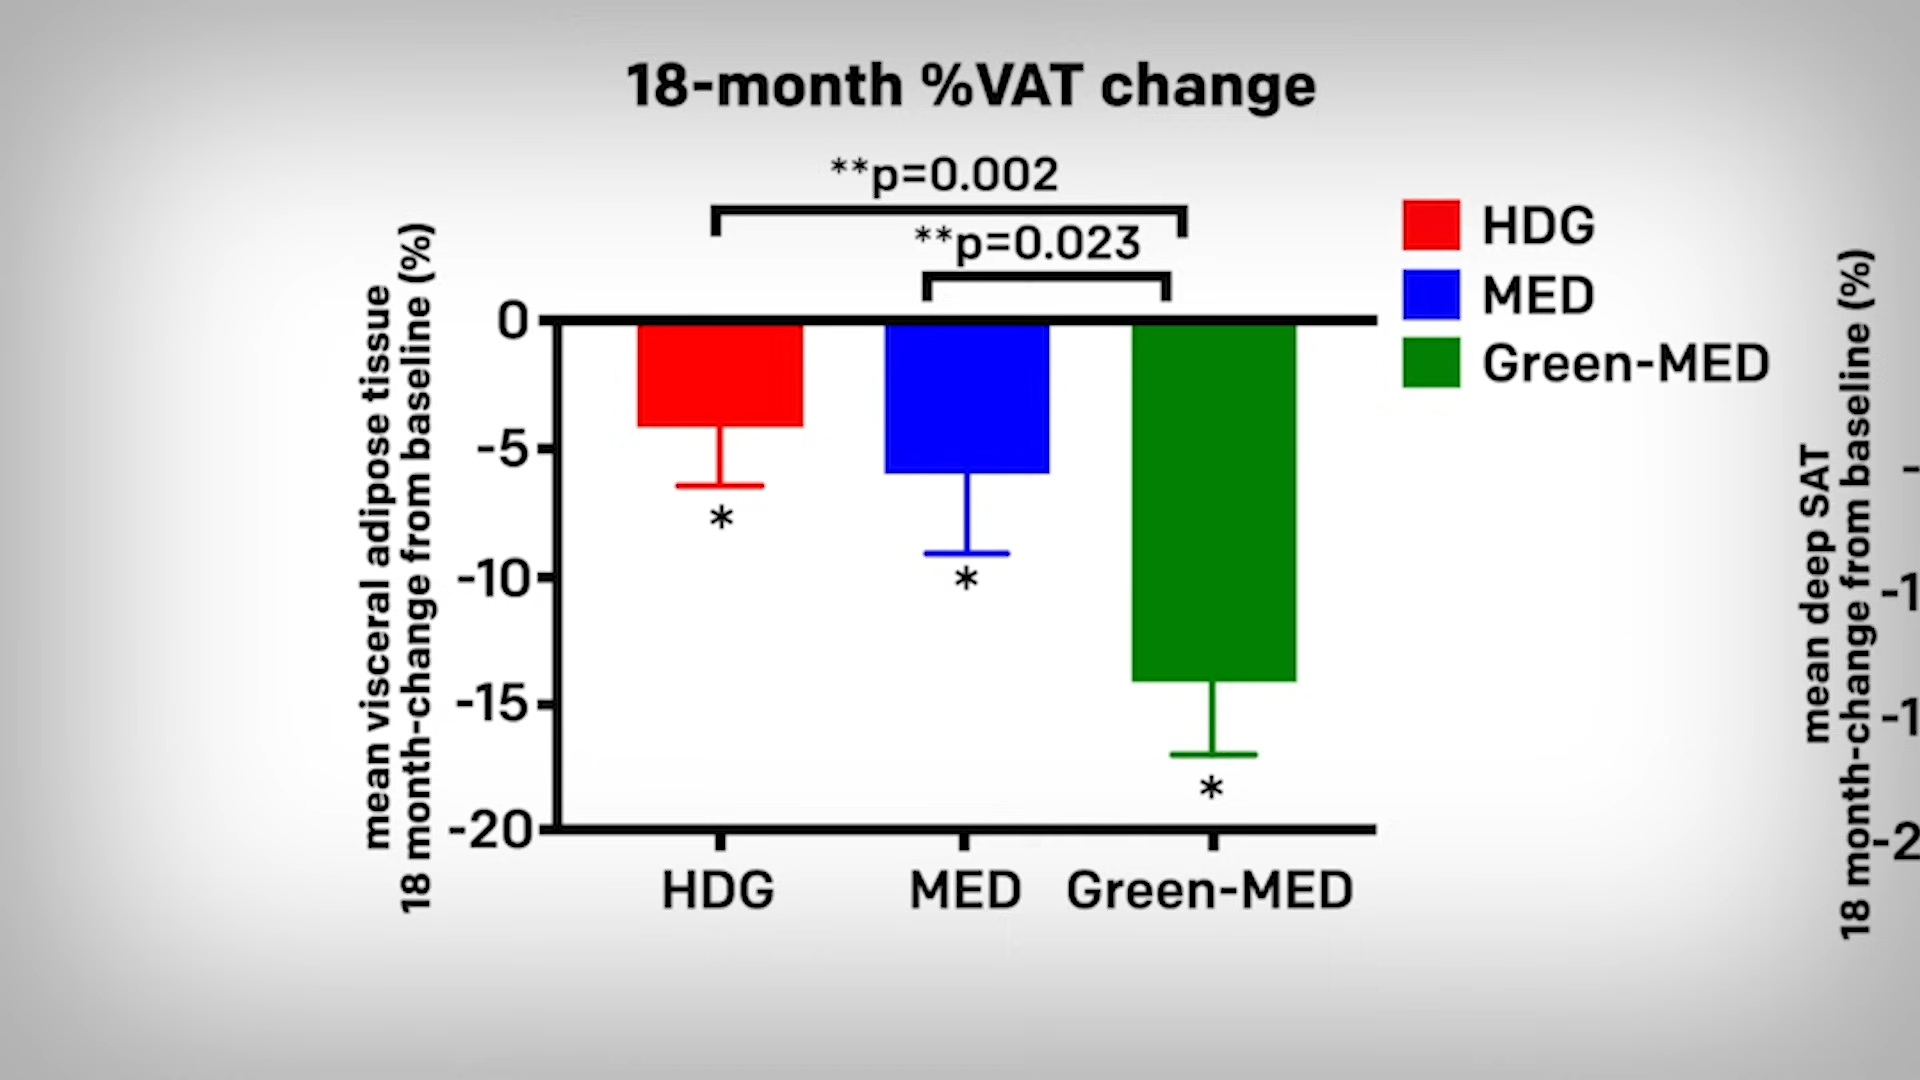 18-month %VAT change
**p=0.002
**p=0.023
HDG
MED
Green-MED
mean visceral adipose tissue
18 month-change from baseline (%)
0
-5
-10
-15
-20
*
*
*
HDG
MED
Green-MED
mean deep SAT
18 month-change from baseline (%)